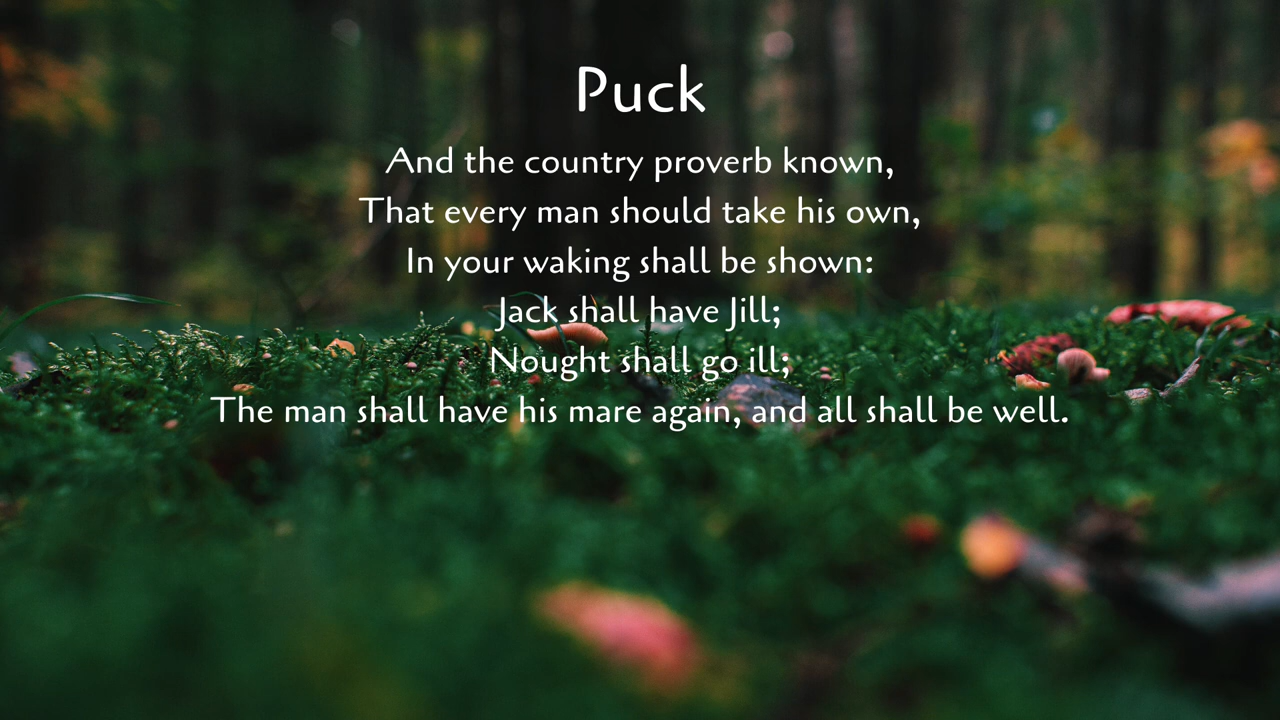 Puck
And the country proverb known,
That every man should take his own,
In your waking shall be shown:
Jack shall have Jill;
Nought shall go ill;
The man shall have his mare again, and all shall be well.